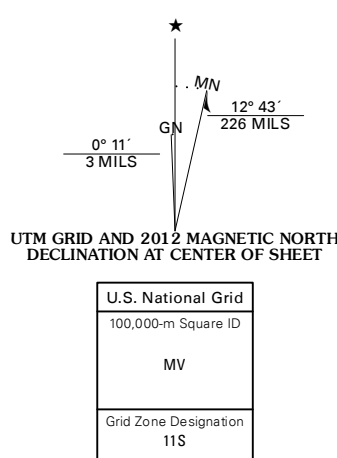 MN
12° 43´
226 MILS
GN
0° 11´
3 MILS
UTM GRID AND 2012 MAGNETIC NORTH
DECLINATION AT CENTER OF SHEET
U.S. National Grid
100,000-m Square ID
MV
Grid Zone Designation
11S